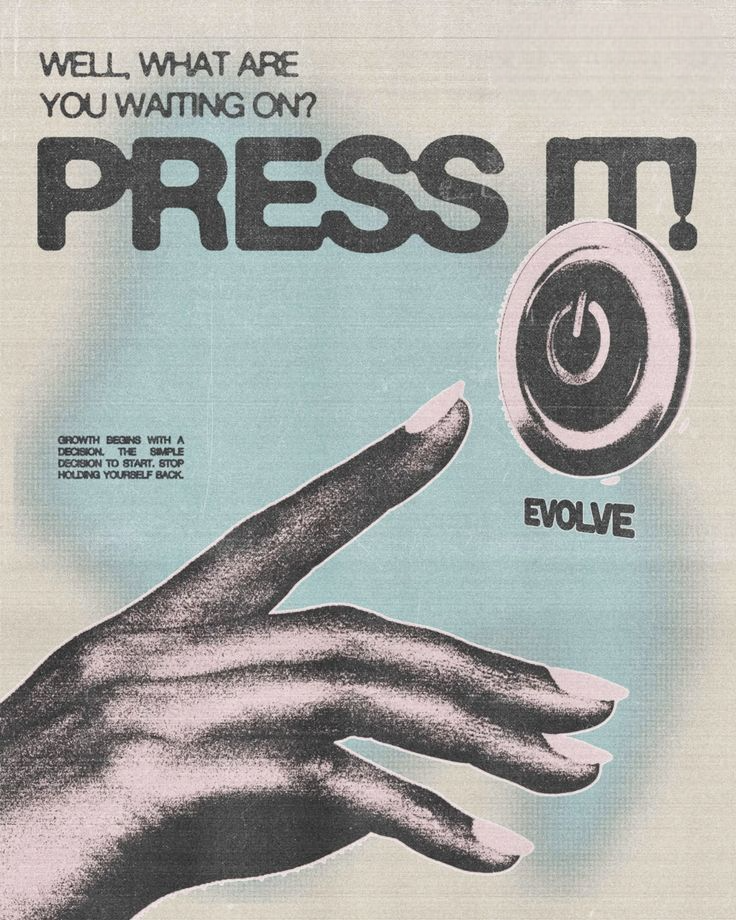 WELL, WHAT ARE
YOU WAITING ON?
PRESS IT!
GROWTH BEGINS WITH A
DECISION. THE SIMPLE
DECISION TO START. STOP
HOLDING YOURSELF BACK.
EVOLVE